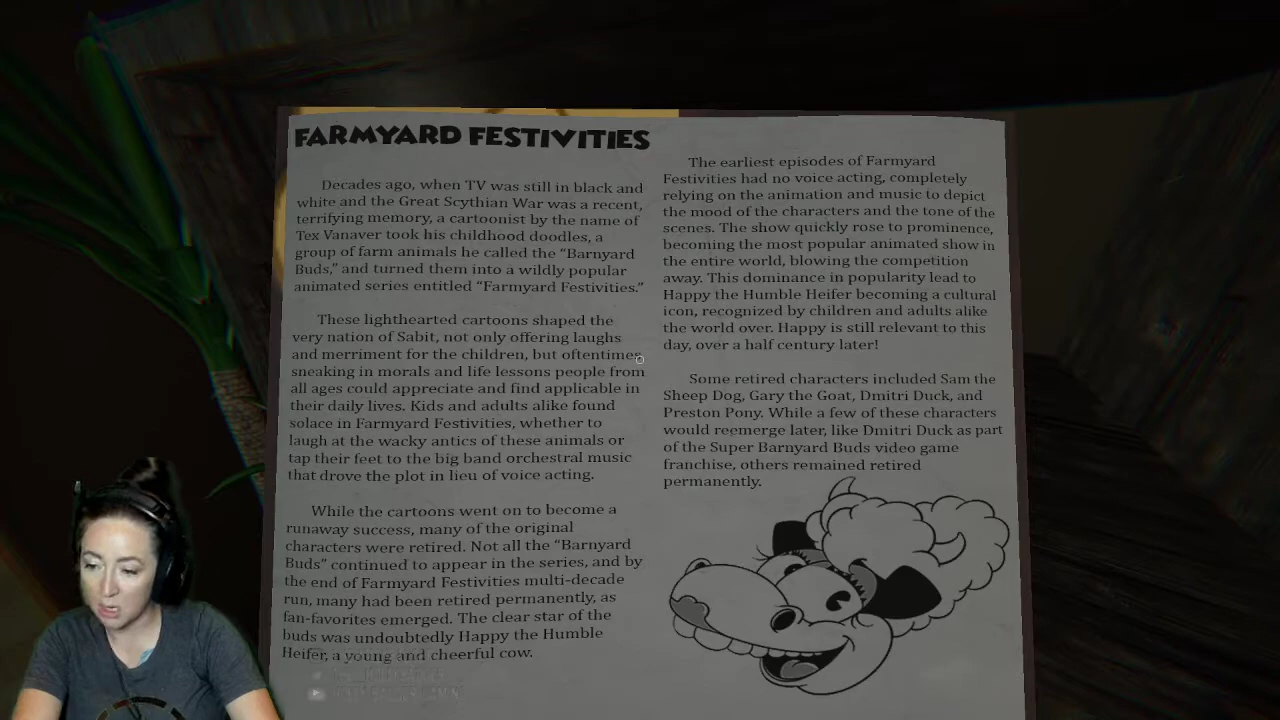 FARMYARD FESTIVITIES
Decades ago, when TV was still in black and
white and the Great Scythian War was a recent,
terrifying memory, a cartoonist by the name of
Tex Vanaver took his childhood doodles, a
group of farm animals he called the “Barnyard
Buds,” and turned them into a wildly popular
animated series entitled “Farmyard Festivities.”
These lighthearted cartoons shaped the
very nation of Sabit, not only offering laughs
and merriment for the children, but oftentimes
sneaking in morals and life lessons people from
all ages could appreciate and find applicable in
their daily lives. Kids and adults alike found
solace in Farmyard Festivities, whether to
laugh at the wacky antics of these animals or
tap their feet to the big band orchestral music
that drove the plot in lieu of voice acting.
While the cartoons went on to become a
runaway success, many of the original
characters were retired. Not all the “Barnyard
Buds” continued to appear in the series, and by
the end of Farmyard Festivities multi-decade
run, many had been retired permanently, as
fan-favorites emerged. The clear star of the
buds was undoubtedly Happy the Humble
Heifer, a young and cheerful cow.
The earliest episodes of Farmyard
Festivities had no voice acting, completely
relying on the animation and music to depict
the mood of the characters and the tone of the
scenes. The show quickly rose to prominence,
becoming the most popular animated show in
the entire world, blowing the competition
away. This dominance in popularity lead to
Happy the Humble Heifer becoming a cultural
icon, recognized by children and adults alike
the world over. Happy is still relevant to this
day, over a half century later!
Some retired characters included Sam the
Sheep Dog, Gary the Goat, Dmitri Duck, and
Preston Pony. While a few of these characters
would reemerge later, like Dmitri Duck as part
of the Super Barnyard Buds video game
franchise, others remained retired
permanently.